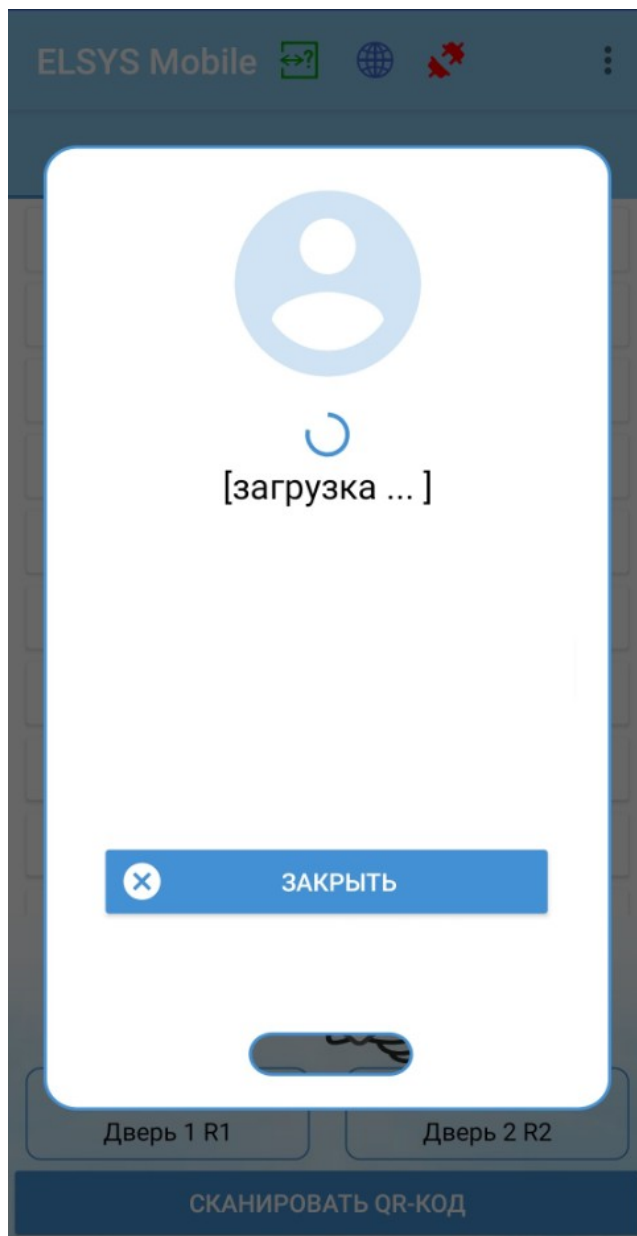 ELSYS Mobile
[загрузка ... ]
ЗАКРЫТЬ
Дверь 1 R1
Дверь 2 R2
СКАНИРОВАТЬ QR-КОД